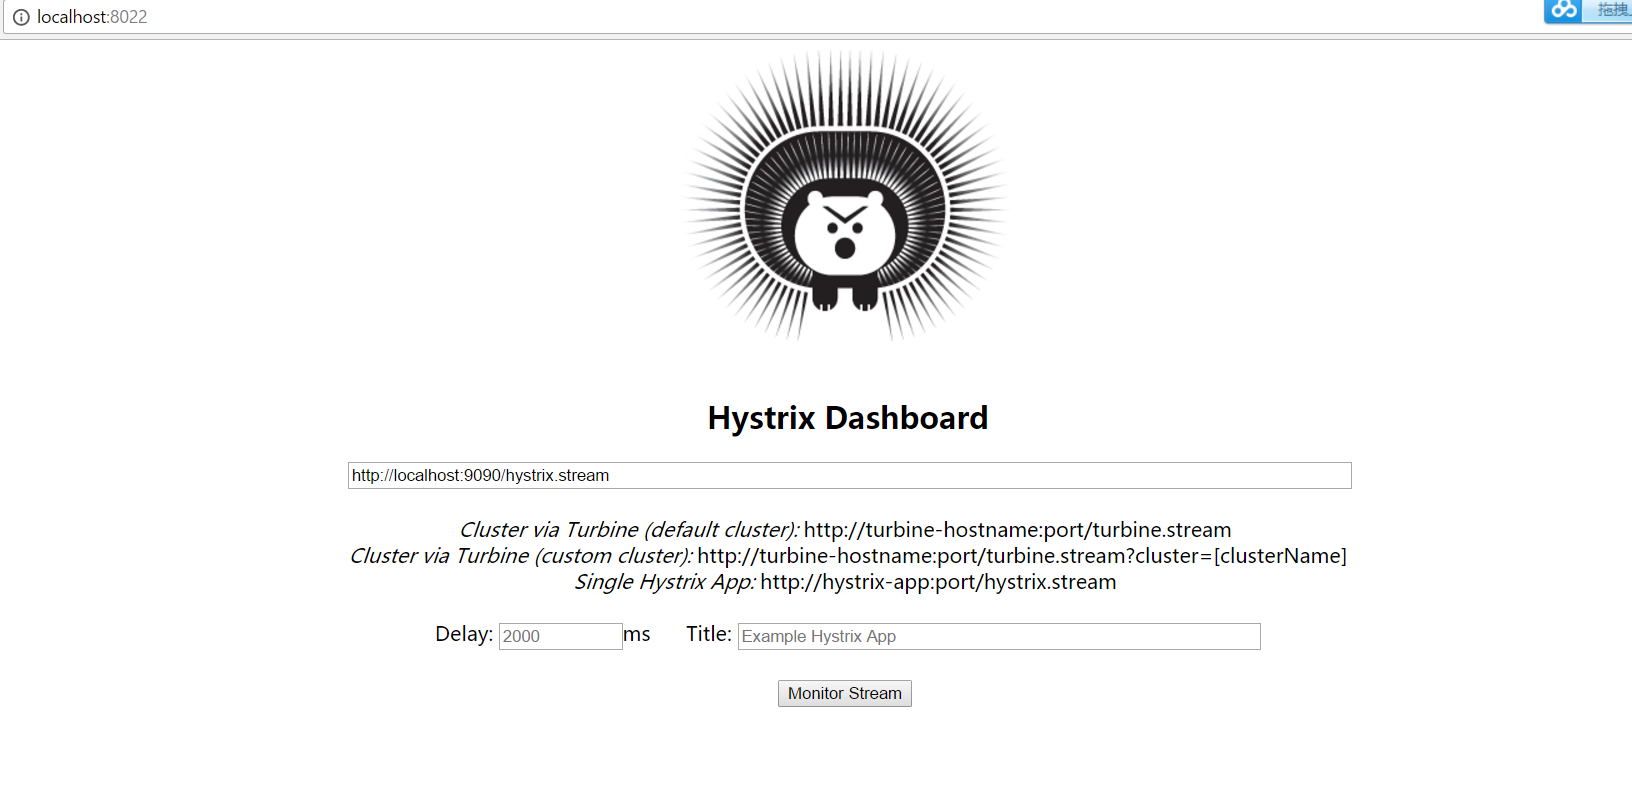 localhost:8022
拖拽
Hystrix Dashboard
http://localhost:9090/hystrix.stream
Cluster via Turbine (default cluster): http://turbine-hostname:port/turbine.stream
Cluster via Turbine (custom cluster): http://turbine-hostname:port/turbine.stream?cluster=[clusterName]
Single Hystrix App: http://hystrix-app:port/hystrix.stream
Delay: 2000 ms Title: Example Hystrix App
Monitor Stream